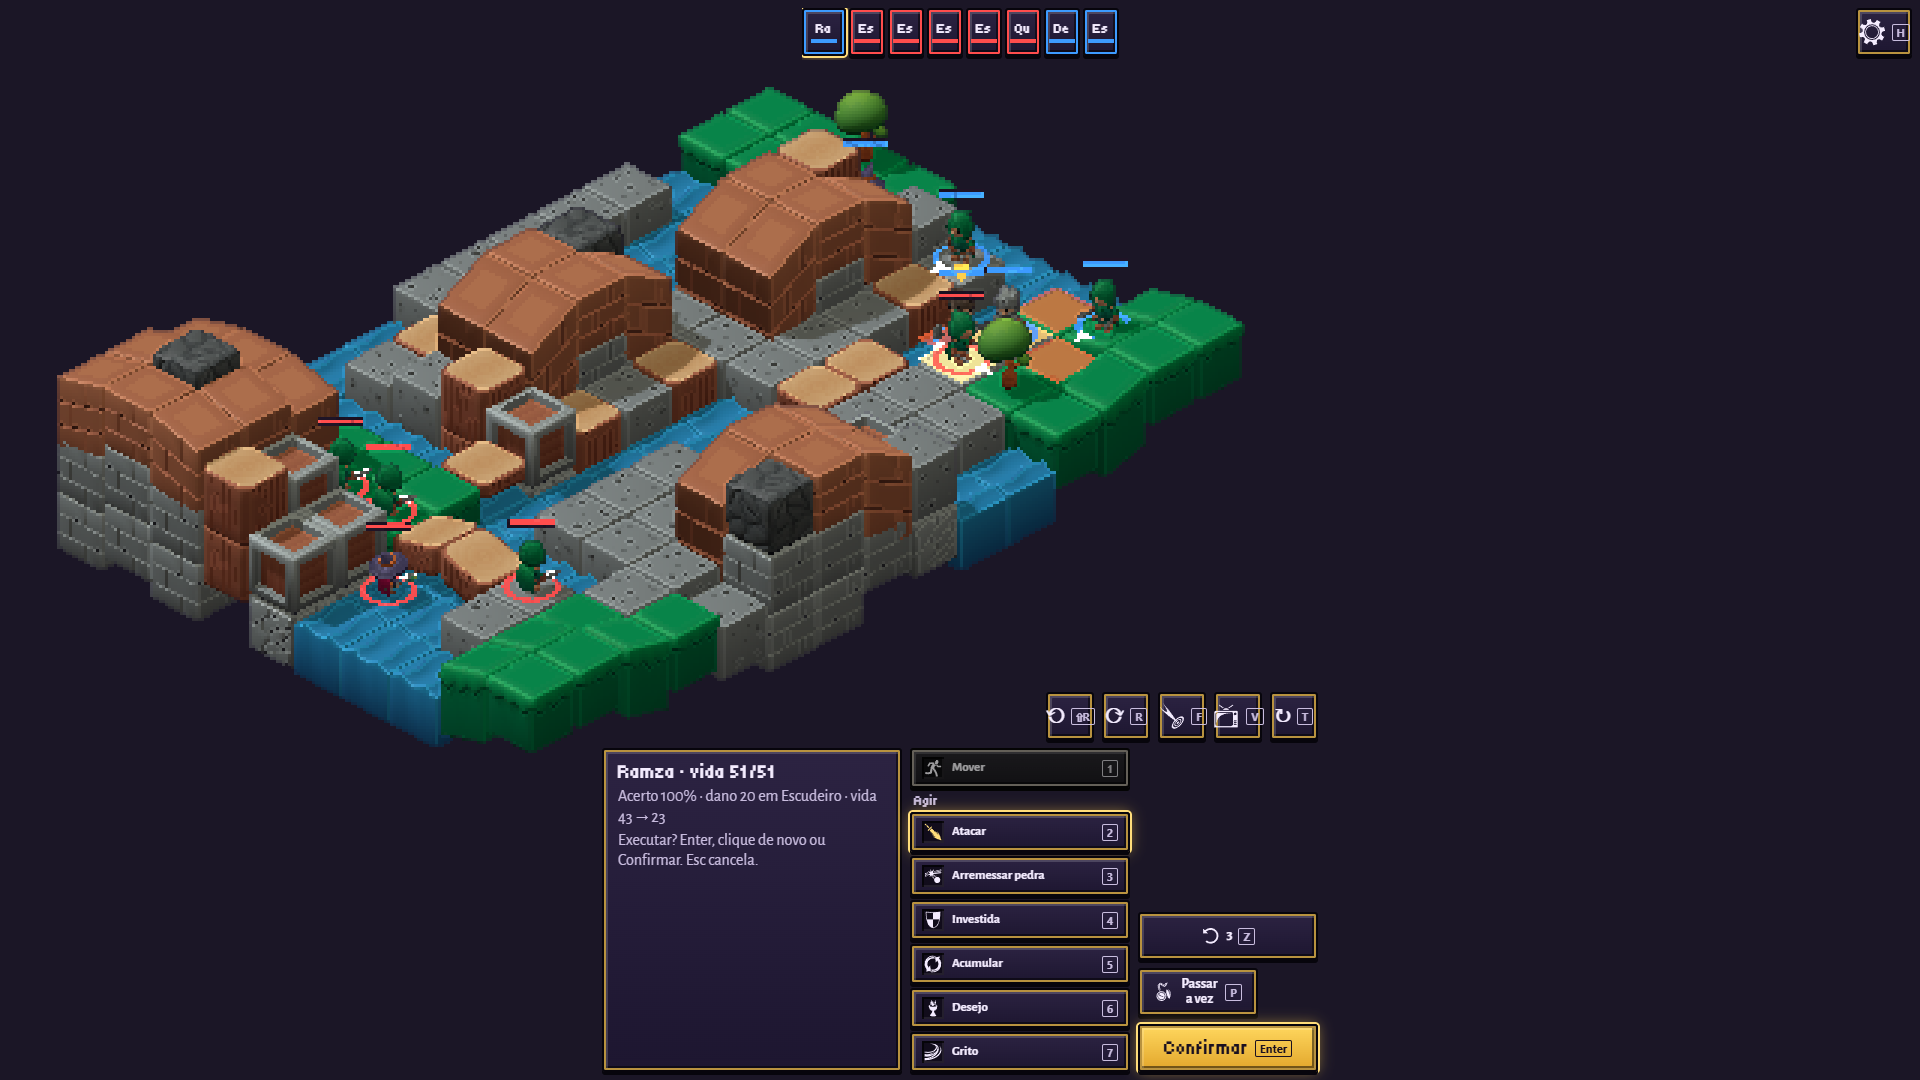 Ra Es Es Es Es Qu De Es
H
R R F V T
Ramza · vida 51/51
Acerto 100% · dano 20 em Escudeiro · vida
43 → 23
Executar? Enter, clique de novo ou
Confirmar. Esc cancela.
Mover 1
Agir
Atacar 2
Arremessar pedra 3
Investida 4
Acumular 5
Desejo 6
Grito 7
3 Z
Passar
a vez P
Confirmar Enter